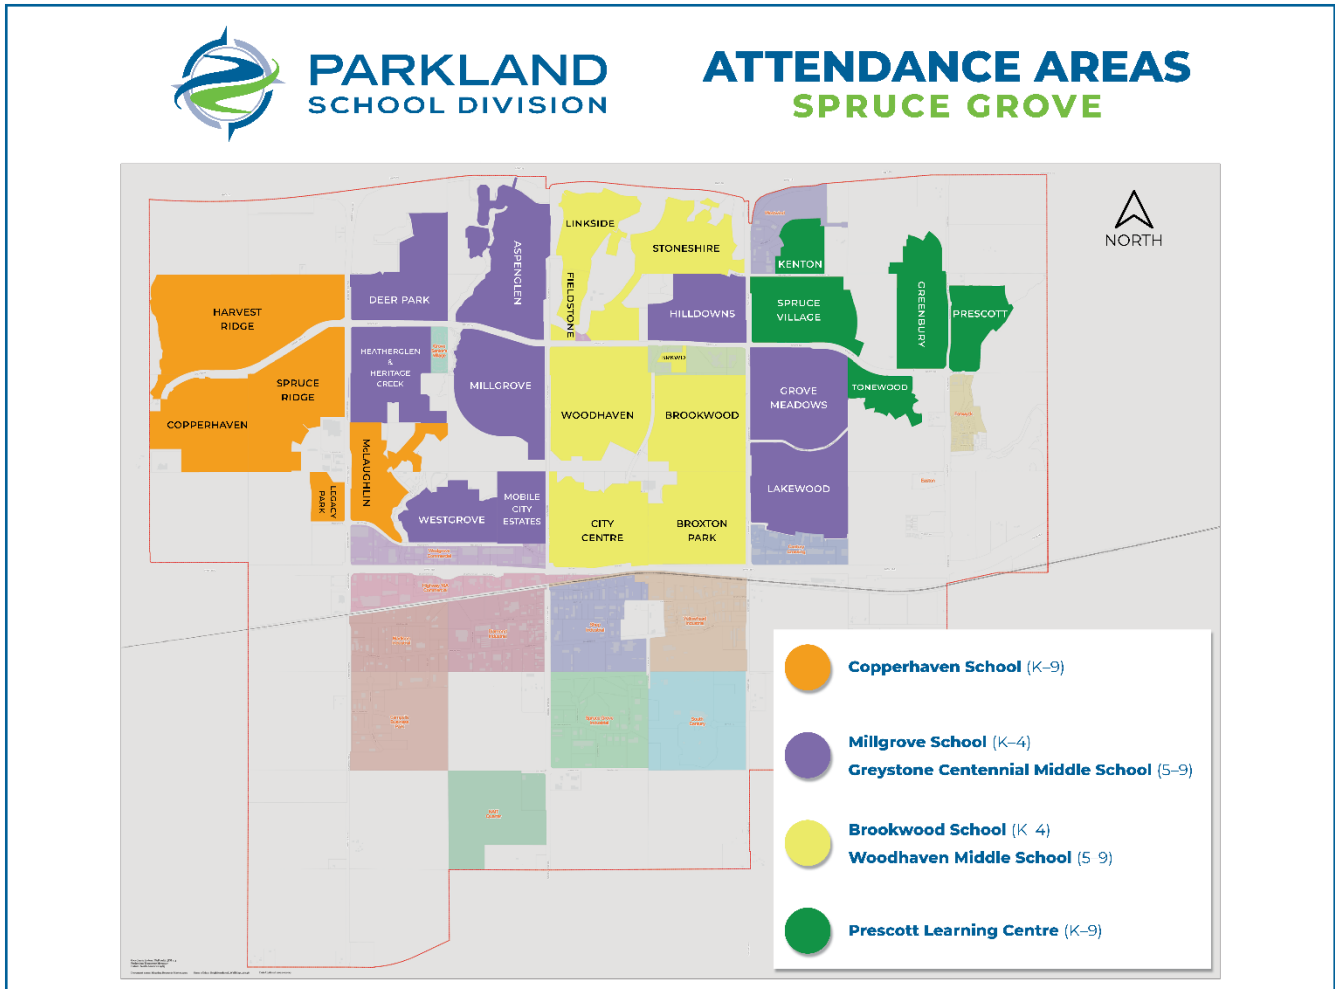 PARKLAND
SCHOOL DIVISION
ATTENDANCE AREAS
SPRUCE GROVE
NORTH
LINKSIDE
STONESHIRE
ASPENGLEN
KENTON
FIELDSTONE
DEER PARK
HILLDOWNS
SPRUCE
VILLAGE
GREENBURY
PRESCOTT
HARVEST
RIDGE
HEATHERGLEN
&
HERITAGE
CREEK
MILLGROVE
SPRUCE
RIDGE
COPPERHAVEN
WOODHAVEN
BROOKWOOD
GROVE
MEADOWS
TONEWOOD
McLAUGHLIN
LEGACY
PARK
WESTGROVE
MOBILE
CITY
ESTATES
LAKEWOOD
CITY
CENTRE
BROXTON
PARK
Copperhaven School (K–9)
Millgrove School (K–4)
Greystone Centennial Middle School (5–9)
Brookwood School (K 4)
Woodhaven Middle School (5 9)
Prescott Learning Centre (K–9)